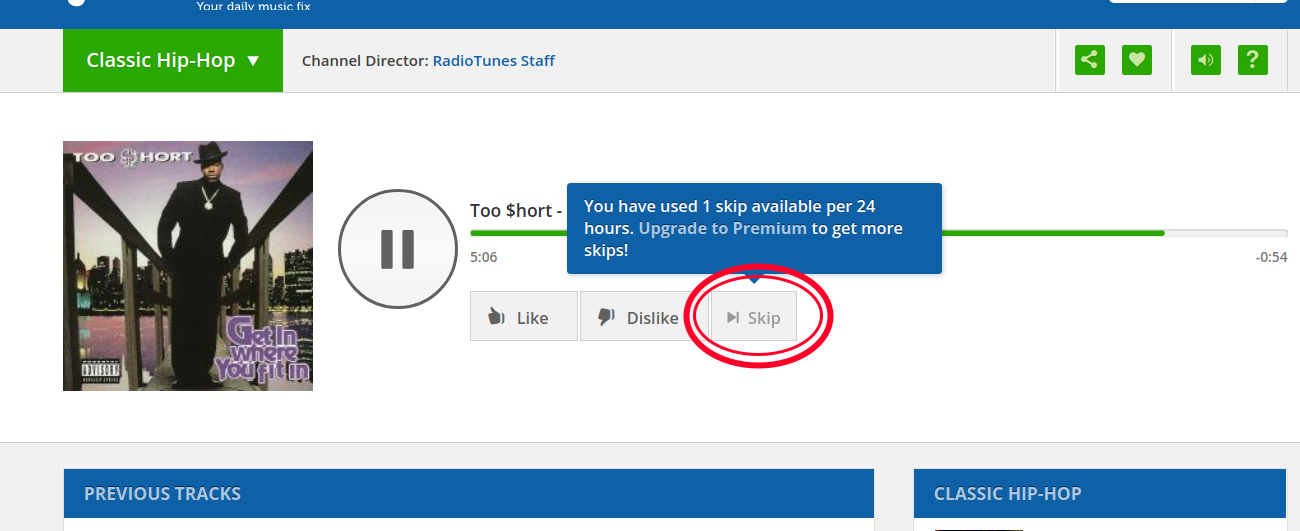 Your daily music fix
Classic Hip-Hop ▼
Channel Director: RadioTunes Staff
?
TOO $HORT
Get In
where
You fit in
PARENTAL
ADVISORY
EXPLICIT LYRICS
Too $hort -
You have used 1 skip available per 24
hours. Upgrade to Premium to get more
skips!
5:06
-0:54
Like
Dislike
Skip
PREVIOUS TRACKS
CLASSIC HIP-HOP